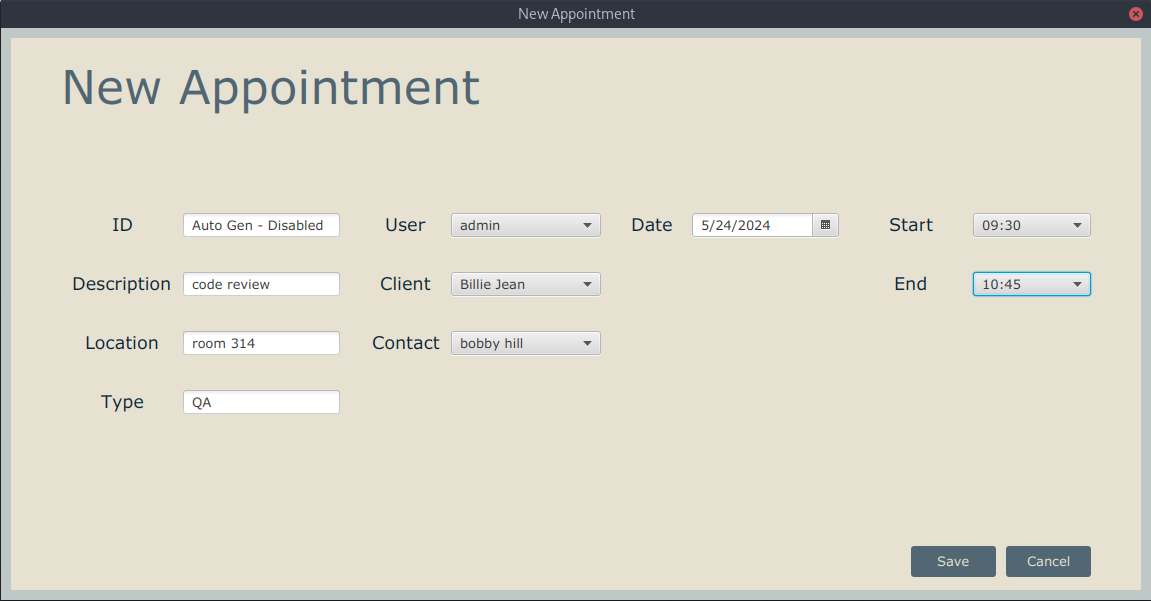 New Appointment
New Appointment
ID Auto Gen - Disabled User admin Date 5/24/2024 Start 09:30
Description code review Client Billie Jean End 10:45
Location room 314 Contact bobby hill
Type QA
Save Cancel